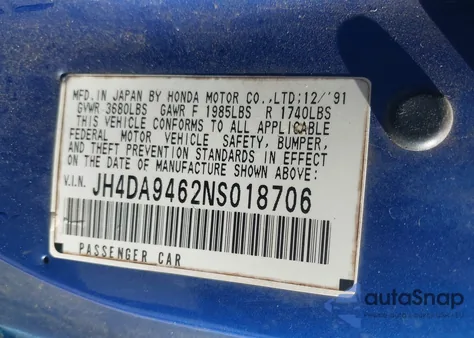 MFD. IN JAPAN BY HONDA MOTOR CO., LTD: 12/'91
GVWR 3680LBS GAWR F 1985LBS R 1740LBS
THIS VEHICLE CONFORMS TO ALL APPLICABLE
FEDERAL MOTOR VEHICLE SAFETY, BUMPER,
AND THEFT PREVENTION STANDARDS IN EFFECT
ON THE DATE OF MANUFACTURE SHOWN ABOVE:
V.I.N. JH4DA9462NS018706
PASSENGER CAR
autoSnap